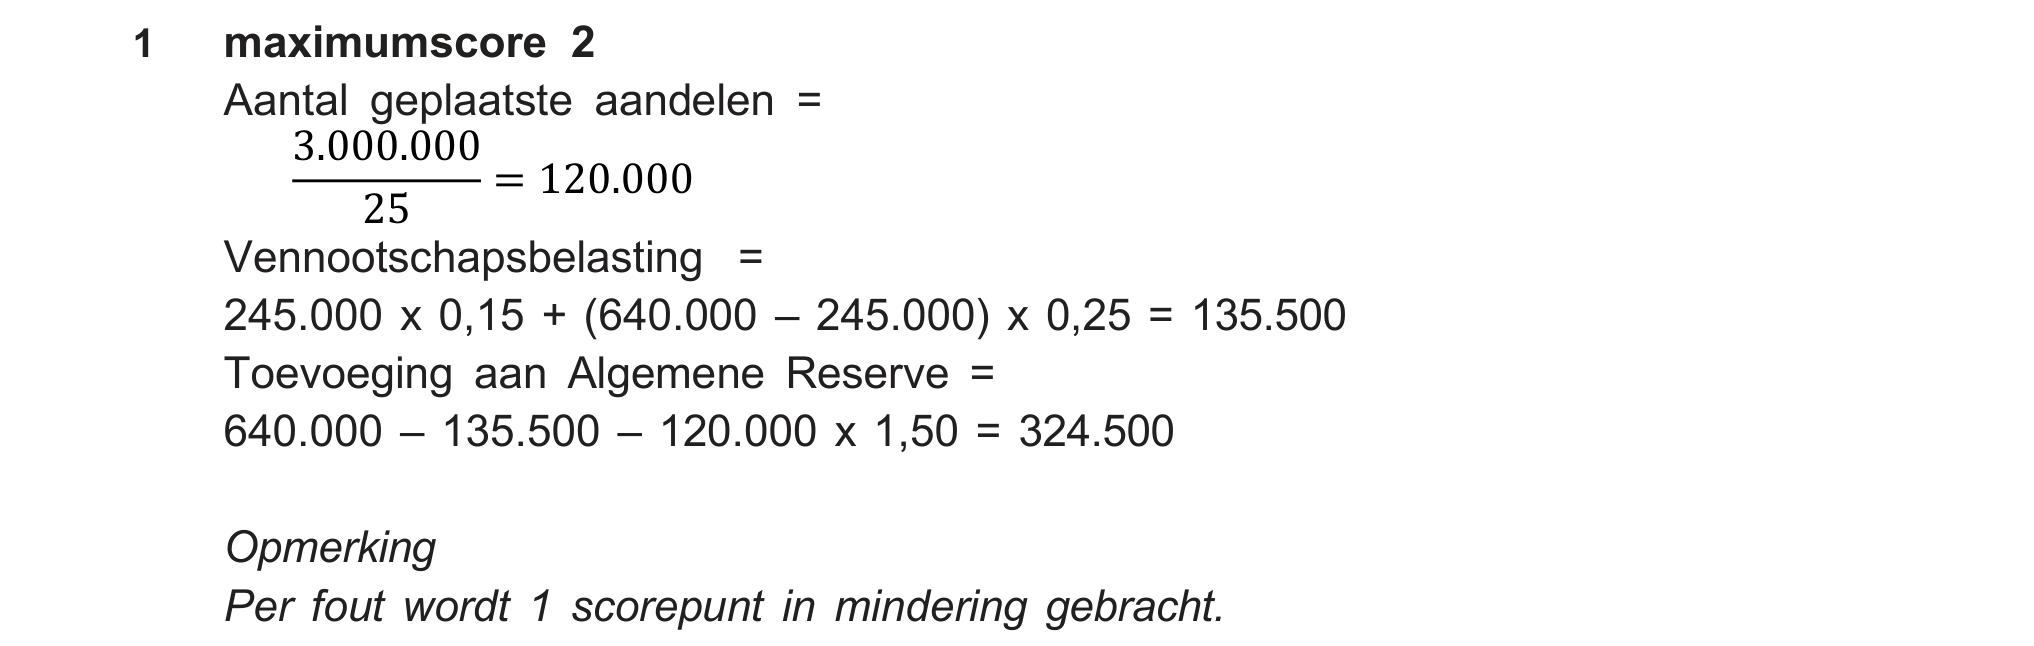 1 maximumscore 2
Aantal geplaatste aandelen =
3.000.000
25
= 120.000
Vennootschapsbelasting =
245.000 x 0,15 + (640.000 – 245.000) x 0,25 = 135.500
Toevoeging aan Algemene Reserve =
640.000 – 135.500 – 120.000 x 1,50 = 324.500
Opmerking
Per fout wordt 1 scorepunt in mindering gebracht.